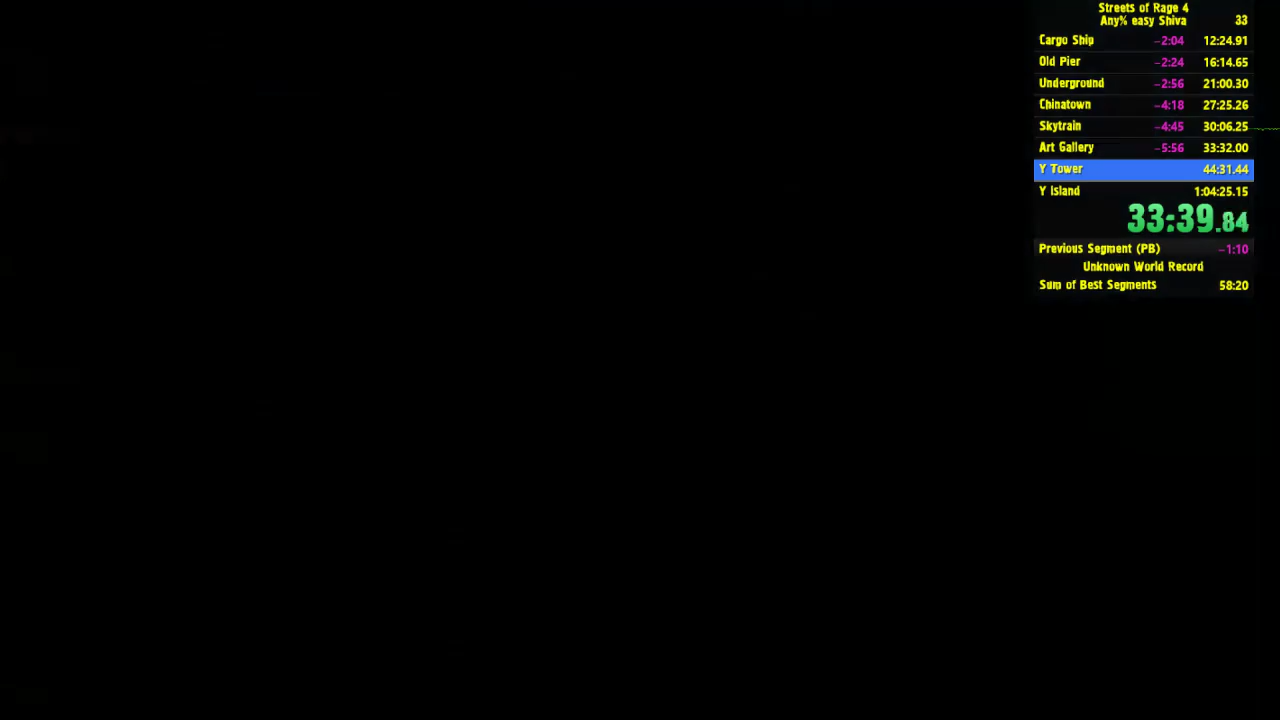 Streets of Rage 4
Any% easy Shiva 33
Cargo Ship -2:04 12:24.91
Old Pier -2:24 16:14.65
Underground -2:56 21:00.30
Chinatown -4:18 27:25.26
Skytrain -4:45 30:06.25
Art Gallery -5:56 33:32.00
Y Tower 44:31.44
Y Island 1:04:25.15
33:39.84
Previous Segment (PB) -1:10
Unknown World Record
Sum of Best Segments 58:20